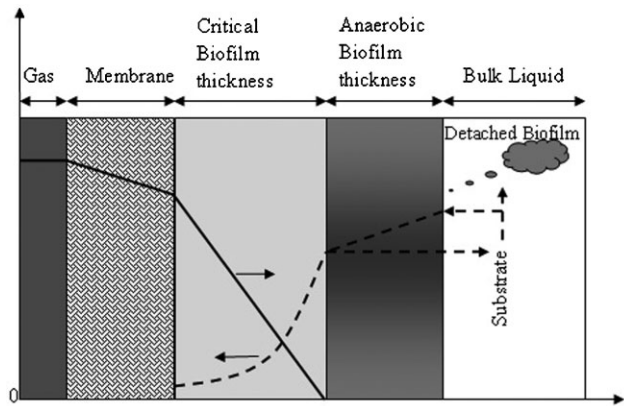 Gas
Membrane
Critical
Biofilm
thickness
Anaerobic
Biofilm
thickness
Bulk Liquid
Detached Biofilm
Substrate
0